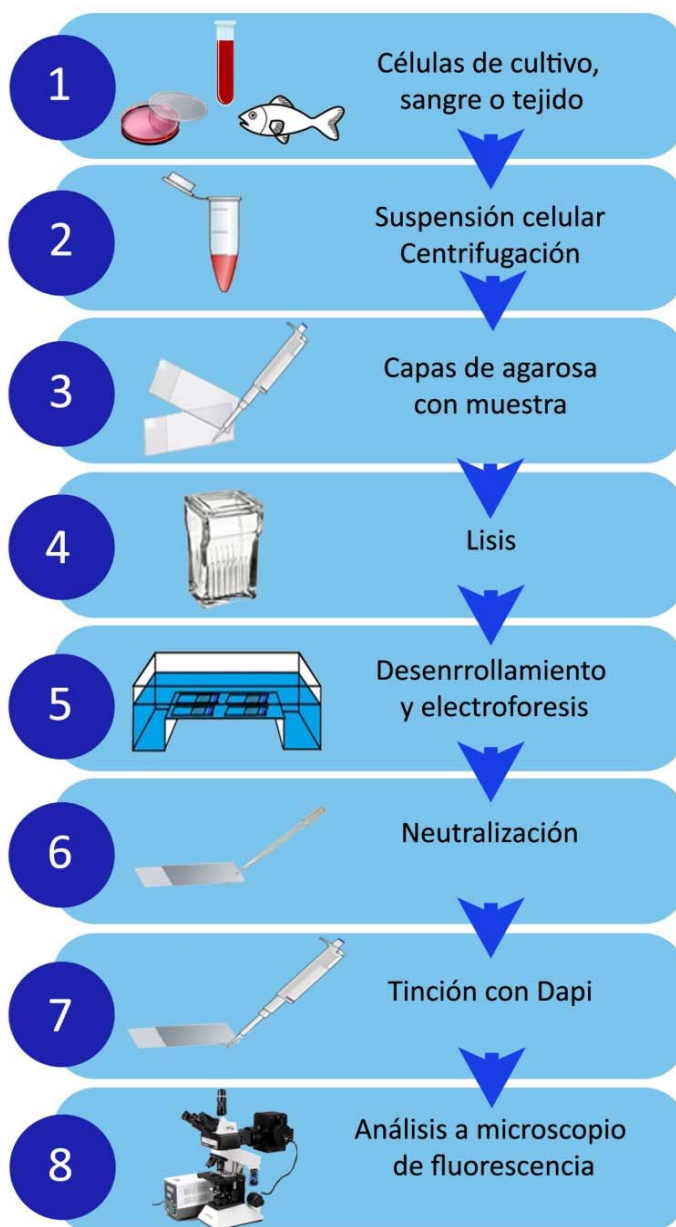 1
Células de cultivo,
sangre o tejido
2
Suspensión celular
Centrifugación
3
Capas de agarosa
con muestra
4
Lisis
5
Desenrrollamiento
y electroforesis
6
Neutralización
7
Tinción con Dapi
8
Análisis a microscopio
de fluorescencia